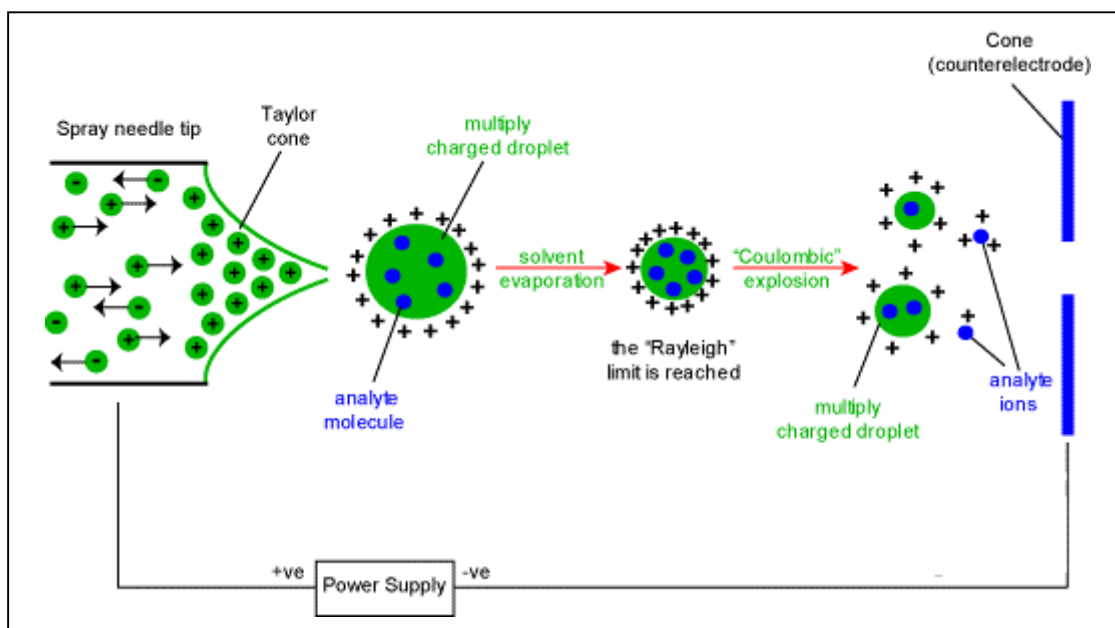 Cone
(counterelectrode)
Spray needle tip
Taylor
cone
multiply
charged droplet
solvent
evaporation
"Coulombic"
explosion
the "Rayleigh"
limit is reached
analyte
molecule
analyte
ions
multiply
charged droplet
+ve
Power Supply
-ve